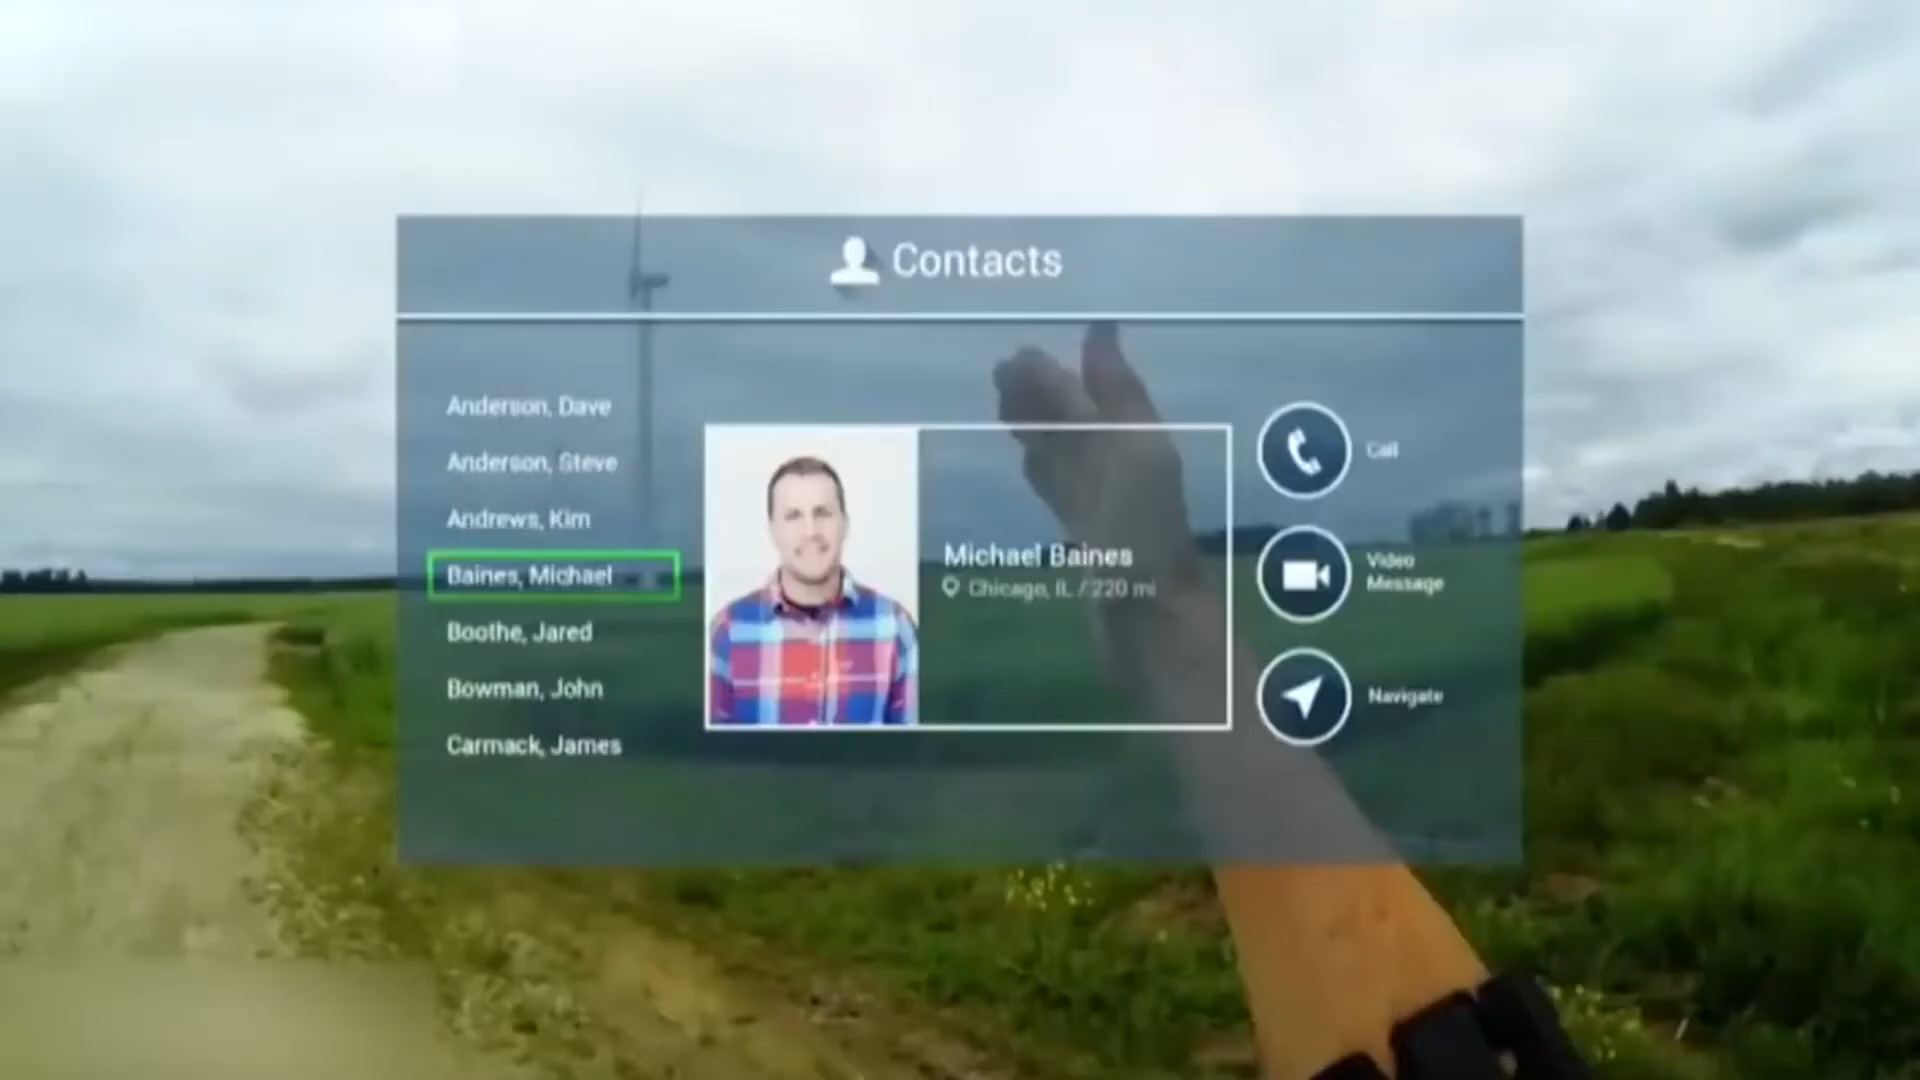 Contacts
Anderson, Dave
Anderson, Steve
Andrews, Kim
Baines, Michael
Boothe, Jared
Bowman, John
Carmack, James
Michael Baines
Chicago, IL / 220 mi
Call
Video
Message
Navigate